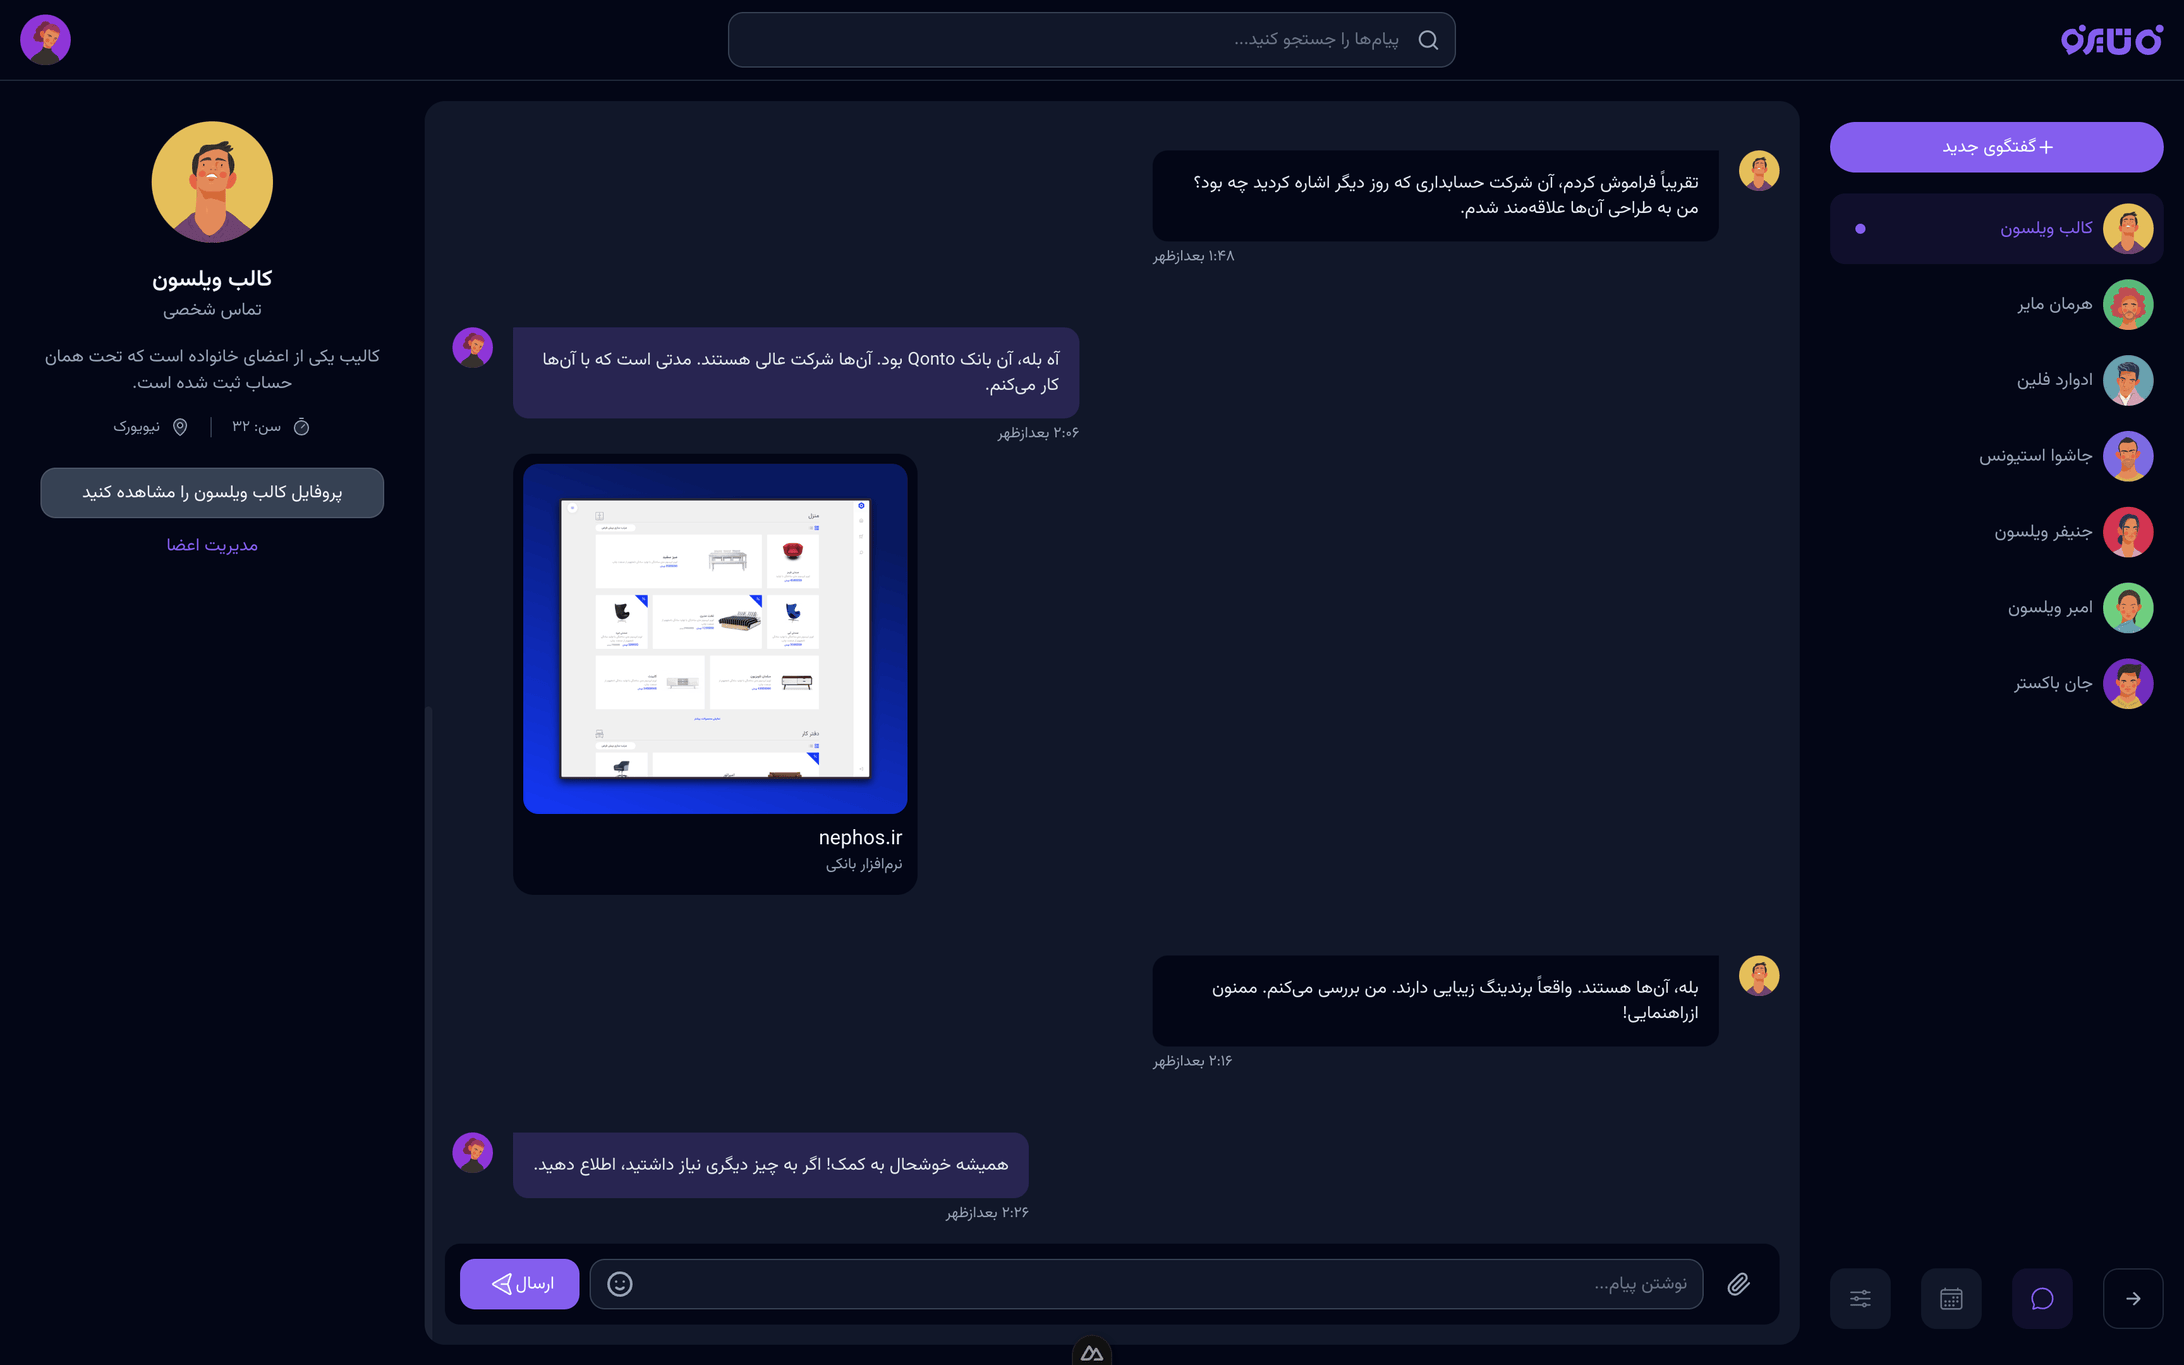 پیام‌ها را جستجو کنید...
+ گفتگوی جدید
کالب ویلسون
هرمان مایر
ادوارد فلین
جاشوا استیونس
جنیفر ویلسون
امبر ویلسون
جان باکستر
تقریباً فراموش کردم، آن شرکت حسابداری که روز دیگر اشاره کردید چه بود؟
من به طراحی آن‌ها علاقه‌مند شدم.
۱:۴۸ بعدازظهر
آه بله، آن بانک Qonto بود. آن‌ها شرکت عالی هستند. مدتی است که با آن‌ها
کار می‌کنم.
۲:۰۶ بعدازظهر
منزل
دفتر کار
nephos.ir
نرم‌افزار بانکی
بله، آن‌ها هستند. واقعاً برندینگ زیبایی دارند. من بررسی می‌کنم. ممنون
ازراهنمایی!
۲:۱۶ بعدازظهر
همیشه خوشحال به کمک! اگر به چیز دیگری نیاز داشتید، اطلاع دهید.
۲:۲۶ بعدازظهر
نوشتن پیام...
ارسال
کالب ویلسون
تماس شخصی
کالیب یکی از اعضای خانواده است که تحت همان
حساب ثبت شده است.
سن: ۳۲
نیویورک
پروفایل کالب ویلسون را مشاهده کنید
مدیریت اعضا